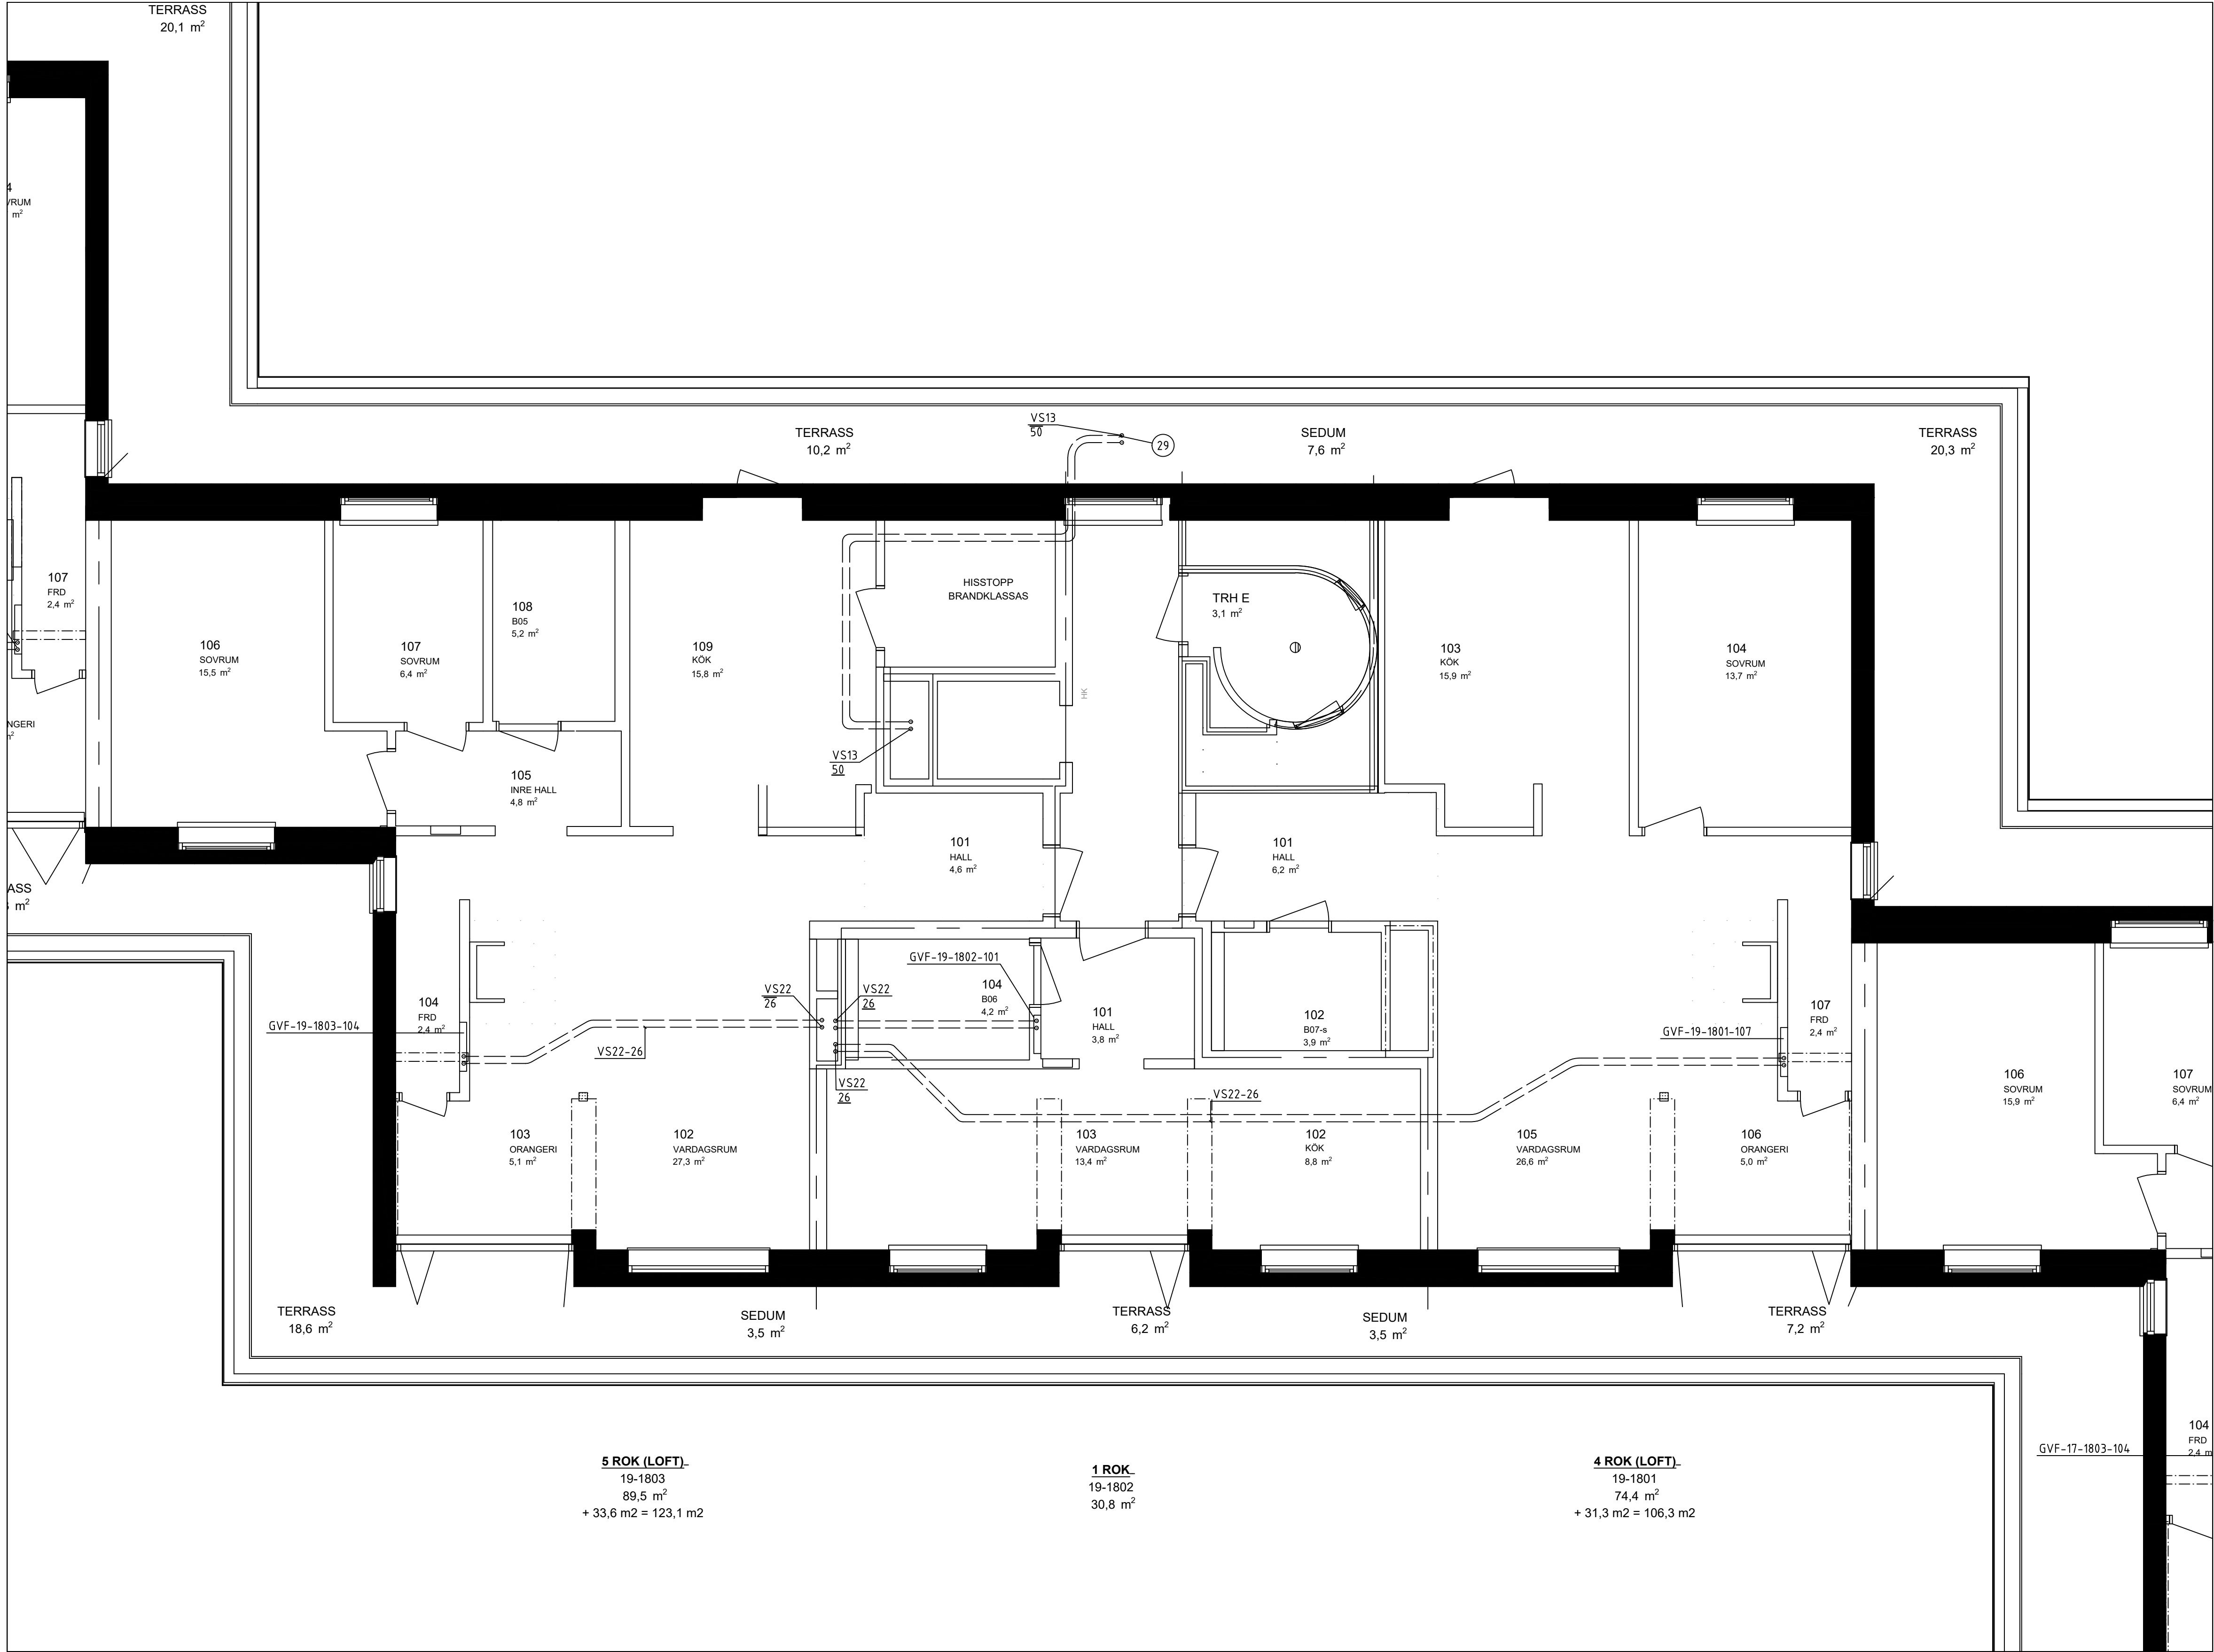 TERRASS
20,1 m²
4
m²
TERRASS
10,2 m²
VS13
50
29
SEDUM
7,6 m²
TERRASS
20,3 m²
107
FRD
2,4 m²
106
SOVRUM
15,5 m²
107
SOVRUM
6,4 m²
108
B05
5,2 m²
109
KÖK
15,8 m²
HISSTOPP
BRANDKLASSAS
TRH E
3,1 m²
103
KÖK
15,9 m²
104
SOVRUM
13,7 m²
HK
VS13
50
105
INRE HALL
4,8 m²
101
HALL
4,6 m²
101
HALL
6,2 m²
GVF-19-1802-101
VS22
26
VS22
26
104
B06
4,2 m²
104
FRD
2,4 m²
GVF-19-1803-104
VS22-26
101
HALL
3,8 m²
102
B07-s
3,9 m²
GVF-19-1801-107
107
FRD
2,4 m²
VS22
26
VS22-26
106
SOVRUM
15,9 m²
107
SOVRUM
6,4 m²
103
ORANGERI
5,1 m²
102
VARDAGSRUM
27,3 m²
103
VARDAGSRUM
13,4 m²
102
KÖK
8,8 m²
105
VARDAGSRUM
26,6 m²
106
ORANGERI
5,0 m²
TERRASS
18,6 m²
SEDUM
3,5 m²
TERRASS
6,2 m²
SEDUM
3,5 m²
TERRASS
7,2 m²
5 ROK (LOFT)
19-1803
89,5 m²
+ 33,6 m2 = 123,1 m2
1 ROK
19-1802
30,8 m²
4 ROK (LOFT)
19-1801
74,4 m²
+ 31,3 m2 = 106,3 m2
GVF-17-1803-104
104
FRD
2,4 m